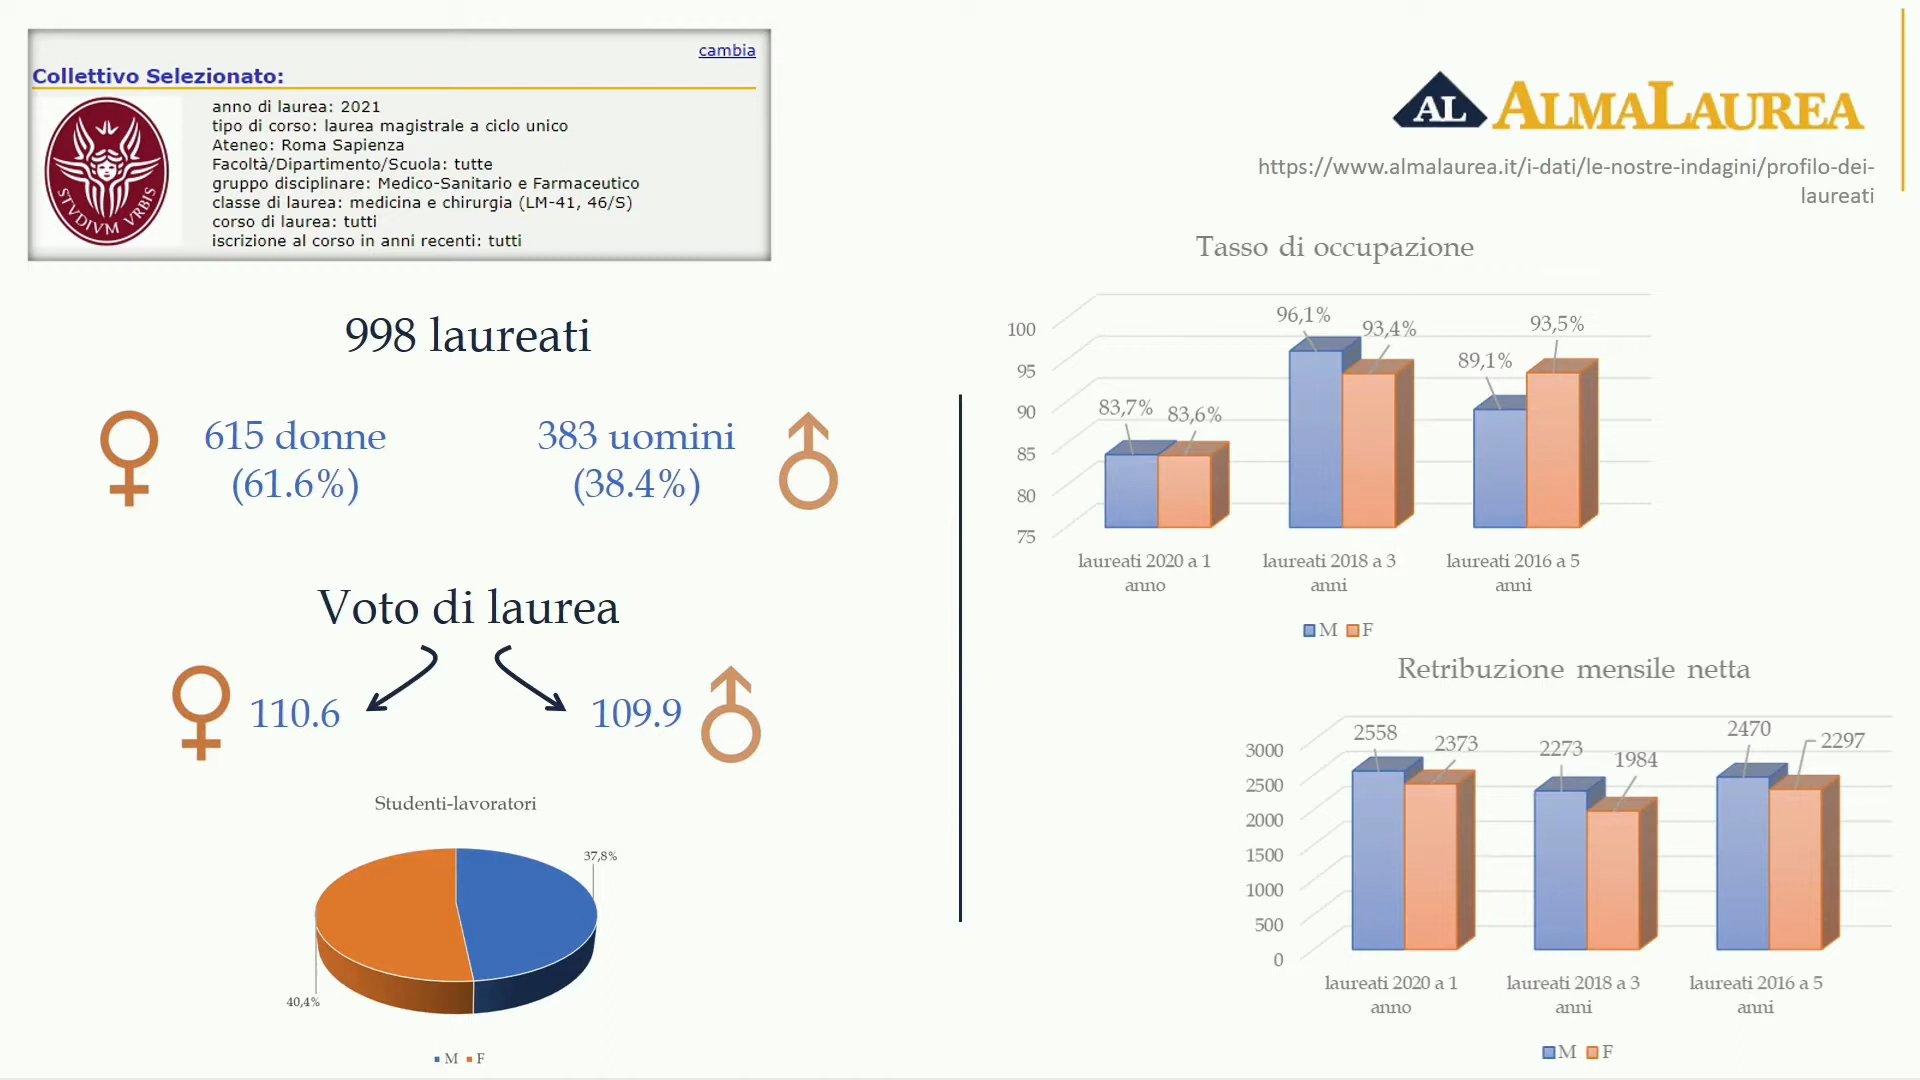 cambia
Collettivo Selezionato:
anno di laurea: 2021
tipo di corso: laurea magistrale a ciclo unico
Ateneo: Roma Sapienza
Facoltà/Dipartimento/Scuola: tutte
gruppo disciplinare: Medico-Sanitario e Farmaceutico
classe di laurea: medicina e chirurgia (LM-41, 46/S)
corso di laurea: tutti
iscrizione al corso in anni recenti: tutti
STVDIVM VRBIS
998 laureati
615 donne
(61.6%)
383 uomini
(38.4%)
Voto di laurea
110.6
109.9
Studenti-lavoratori
37,8%
40,4%
M F
AL ALMALAUREA
https://www.almalaurea.it/i-dati/le-nostre-indagini/profilo-dei-
laureati
Tasso di occupazione
100
95
90
85
80
75
83,7%
83,6%
96,1%
93,4%
89,1%
93,5%
laureati 2020 a 1
anno
laureati 2018 a 3
anni
laureati 2016 a 5
anni
M F
Retribuzione mensile netta
3000
2500
2000
1500
1000
500
0
2558
2373
2273
1984
2470
2297
laureati 2020 a 1
anno
laureati 2018 a 3
anni
laureati 2016 a 5
anni
M F